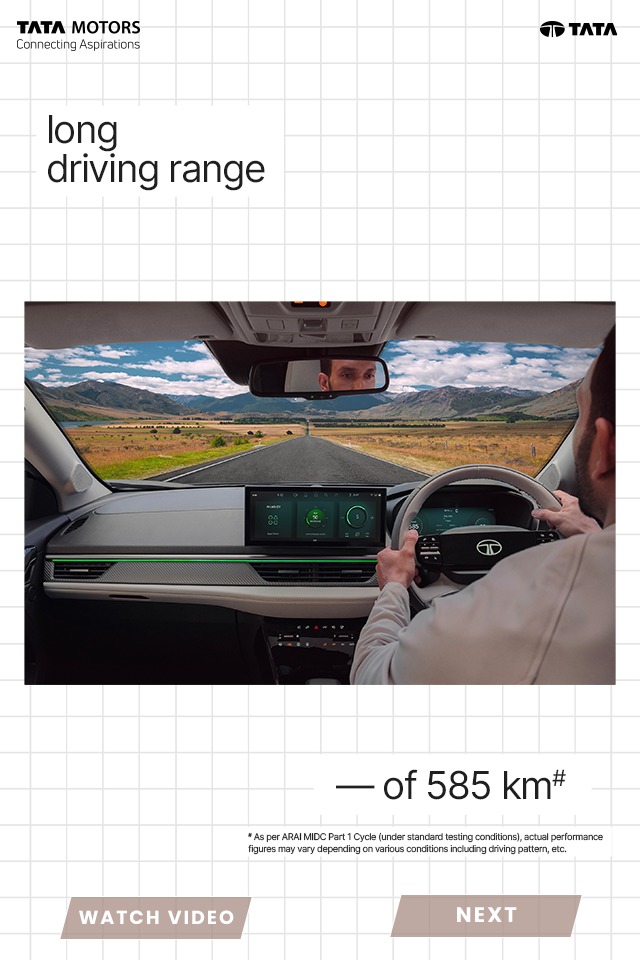 TATA MOTORS
Connecting Aspirations
TATA
long
driving range
— of 585 km#
# As per ARAI MIDC Part 1 Cycle (under standard testing conditions), actual performance
figures may vary depending on various conditions including driving pattern, etc.
WATCH VIDEO
NEXT